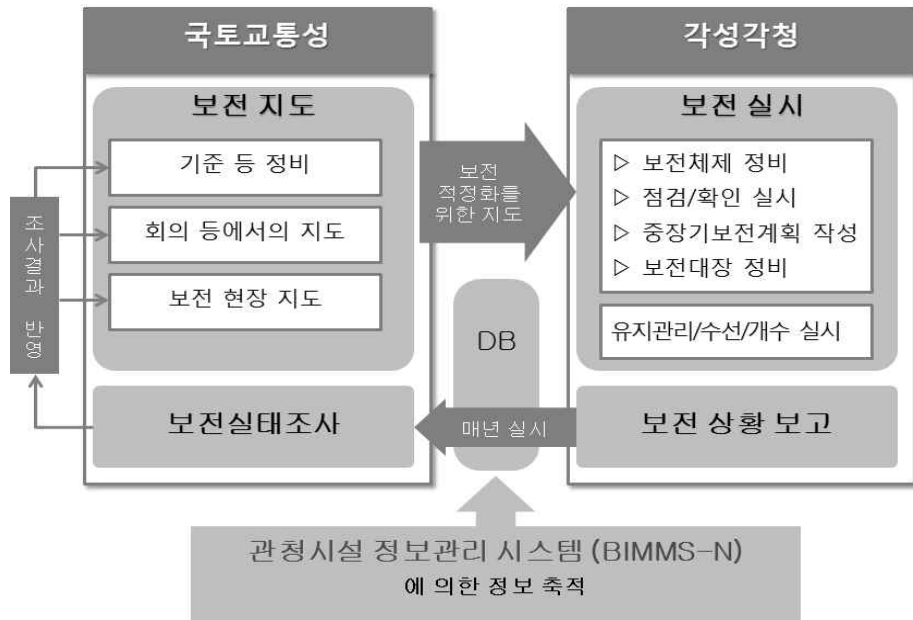 국토교통성
보전 지도
기준 등 정비
회의 등에서의 지도
보전 현장 지도
조사결과 반영
보전실태조사
보전
적정화를
위한 지도
DB
매년 실시
각성각청
보전 실시
▷ 보전체제 정비
▷ 점검/확인 실시
▷ 중장기보전계획 작성
▷ 보전대장 정비
유지관리/수선/개수 실시
보전 상황 보고
관청시설 정보관리 시스템 (BIMMS-N)
에 의한 정보 축적